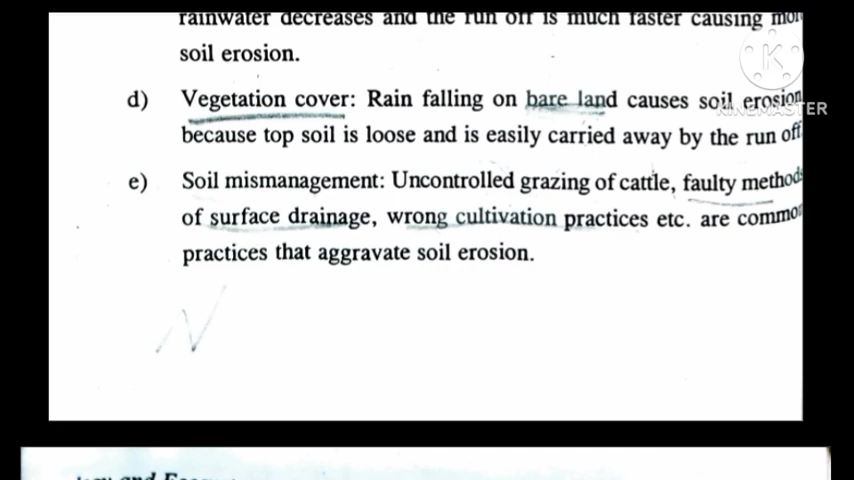 rainwater decreases and the run off is much faster causing
soil erosion.
d) Vegetation cover: Rain falling on bare land causes soil erosion
because top soil is loose and is easily carried away by the run off
e) Soil mismanagement: Uncontrolled grazing of cattle, faulty methods
of surface drainage, wrong cultivation practices etc. are common
practices that aggravate soil erosion.
KINEMASTER
and